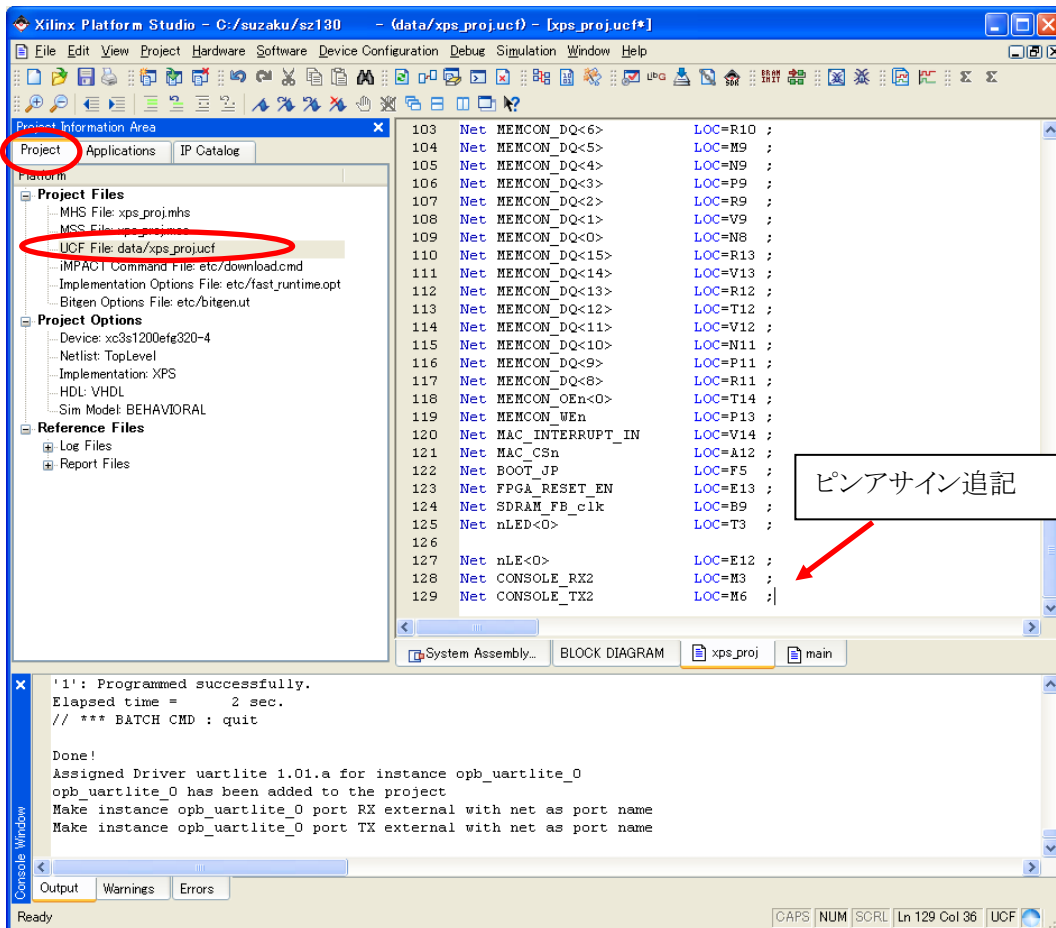 Xilinx Platform Studio - C:/suzaku/sz130 - (data/xps_proj.ucf) - [xps_proj.ucf*]
File Edit View Project Hardware Software Device Configuration Debug Simulation Window Help
Project Information Area
Project Applications IP Catalog
Platform
Project Files
MHS File: xps_proj.mhs
MSS File: xps_proj.mss
UCF File: data/xps_proj.ucf
iMPACT Command File: etc/download.cmd
Implementation Options File: etc/fast_runtime.opt
Bitgen Options File: etc/bitgen.ut
Project Options
Device: xc3s1200efg320-4
Netlist: TopLevel
Implementation: XPS
HDL: VHDL
Sim Model: BEHAVIORAL
Reference Files
Log Files
Report Files
103 Net MEMCON_DQ<6> LOC=R10 ;
104 Net MEMCON_DQ<5> LOC=M9 ;
105 Net MEMCON_DQ<4> LOC=N9 ;
106 Net MEMCON_DQ<3> LOC=P9 ;
107 Net MEMCON_DQ<2> LOC=R9 ;
108 Net MEMCON_DQ<1> LOC=V9 ;
109 Net MEMCON_DQ<0> LOC=N8 ;
110 Net MEMCON_DQ<15> LOC=R13 ;
111 Net MEMCON_DQ<14> LOC=V13 ;
112 Net MEMCON_DQ<13> LOC=R12 ;
113 Net MEMCON_DQ<12> LOC=T12 ;
114 Net MEMCON_DQ<11> LOC=V12 ;
115 Net MEMCON_DQ<10> LOC=N11 ;
116 Net MEMCON_DQ<9> LOC=P11 ;
117 Net MEMCON_DQ<8> LOC=R11 ;
118 Net MEMCON_OEn<0> LOC=T14 ;
119 Net MEMCON_WEn LOC=P13 ;
120 Net MAC_INTERRUPT_IN LOC=V14 ;
121 Net MAC_CSn LOC=A12 ;
122 Net BOOT_JP LOC=F5 ;
123 Net FPGA_RESET_EN LOC=E13 ;
124 Net SDRAM_FB_clk LOC=B9 ;
125 Net nLED<0> LOC=T3 ;
126
127 Net nLE<0> LOC=E12 ;
128 Net CONSOLE_RX2 LOC=M3 ;
129 Net CONSOLE_TX2 LOC=M6 ;
ピンアサイン追記
System Assembly... BLOCK DIAGRAM xps_proj main
'1': Programmed successfully.
Elapsed time = 2 sec.
// *** BATCH CMD : quit
Done!
Assigned Driver uartlite 1.01.a for instance opb_uartlite_0
opb_uartlite_0 has been added to the project
Make instance opb_uartlite_0 port RX external with net as port name
Make instance opb_uartlite_0 port TX external with net as port name
Console Window
Output Warnings Errors
Ready CAPS NUM SCRL Ln 129 Col 36 UCF